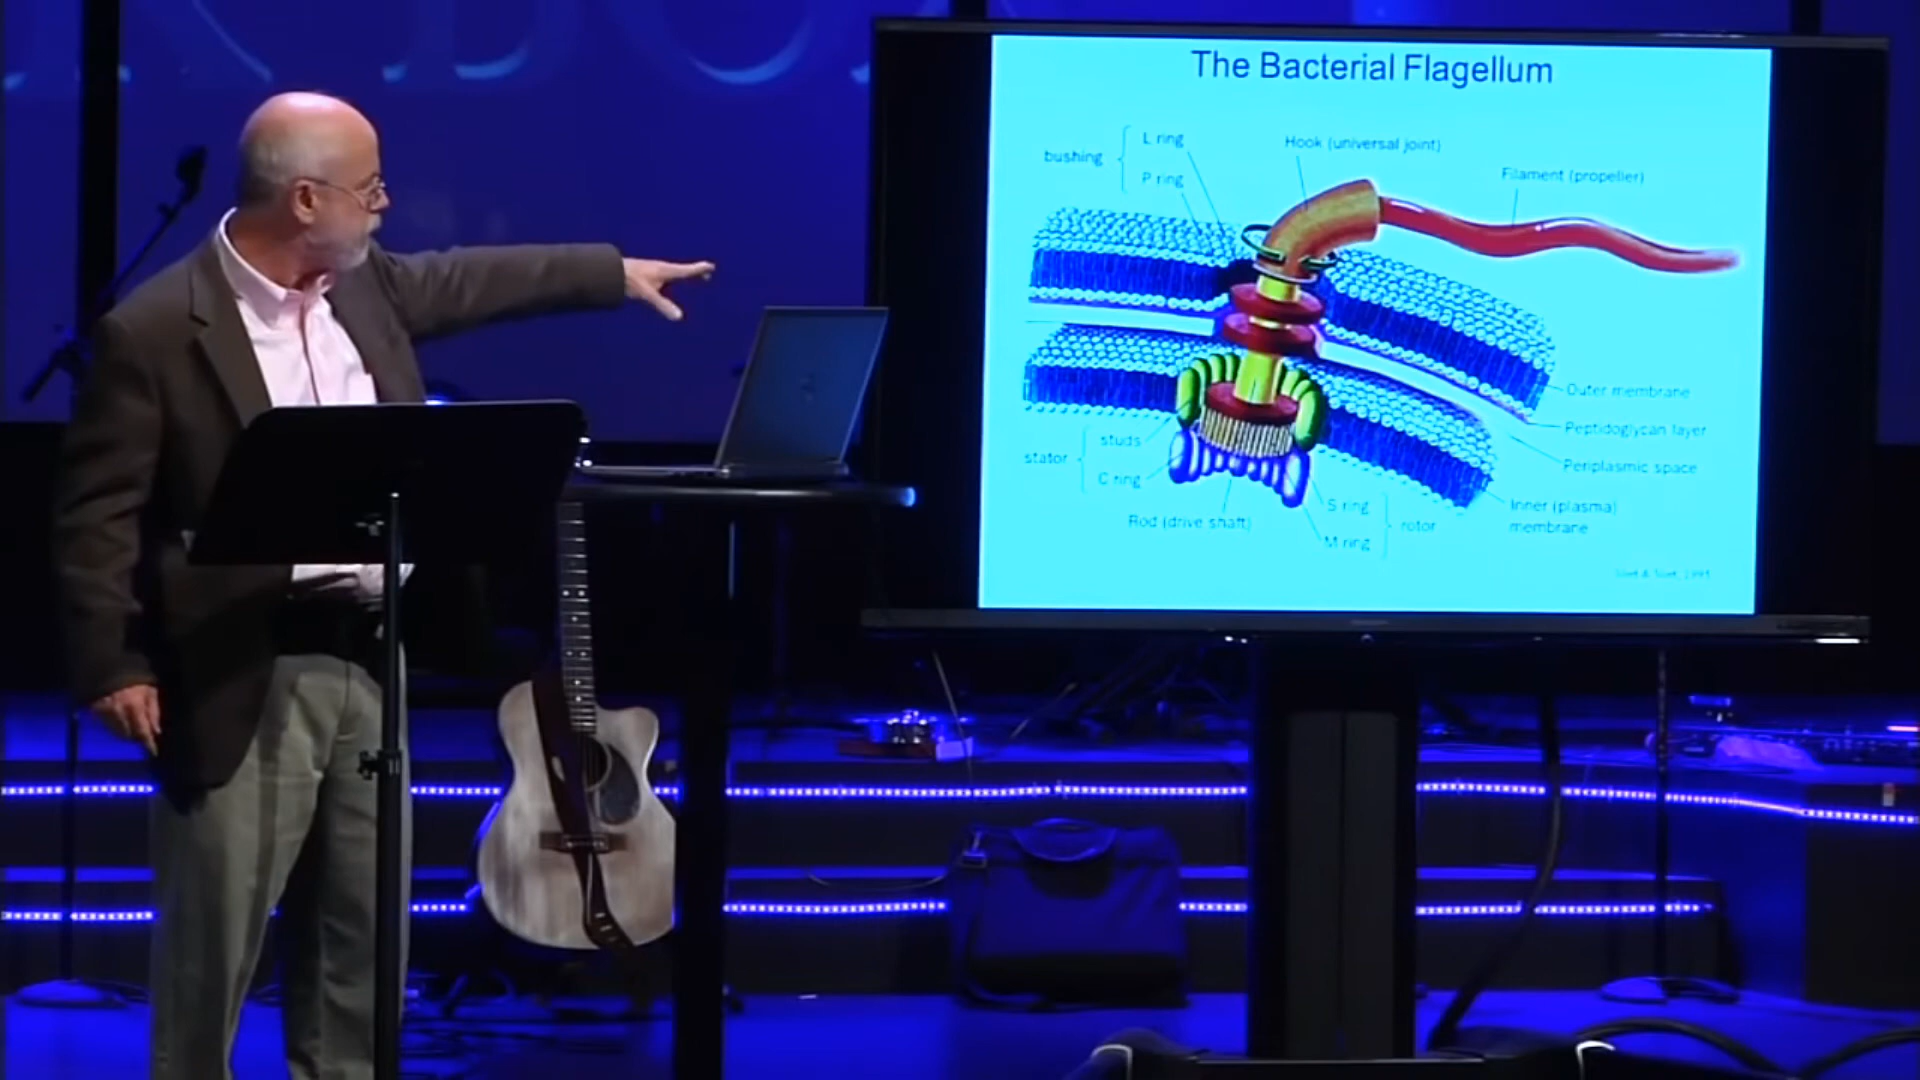 The Bacterial Flagellum
L ring
bushing
P ring
Hook (universal joint)
Filament (propeller)
Outer membrane
Peptidoglycan layer
Periplasmic space
Inner (plasma)
membrane
studs
stator
C ring
Rod (drive shaft)
S ring
rotor
M ring